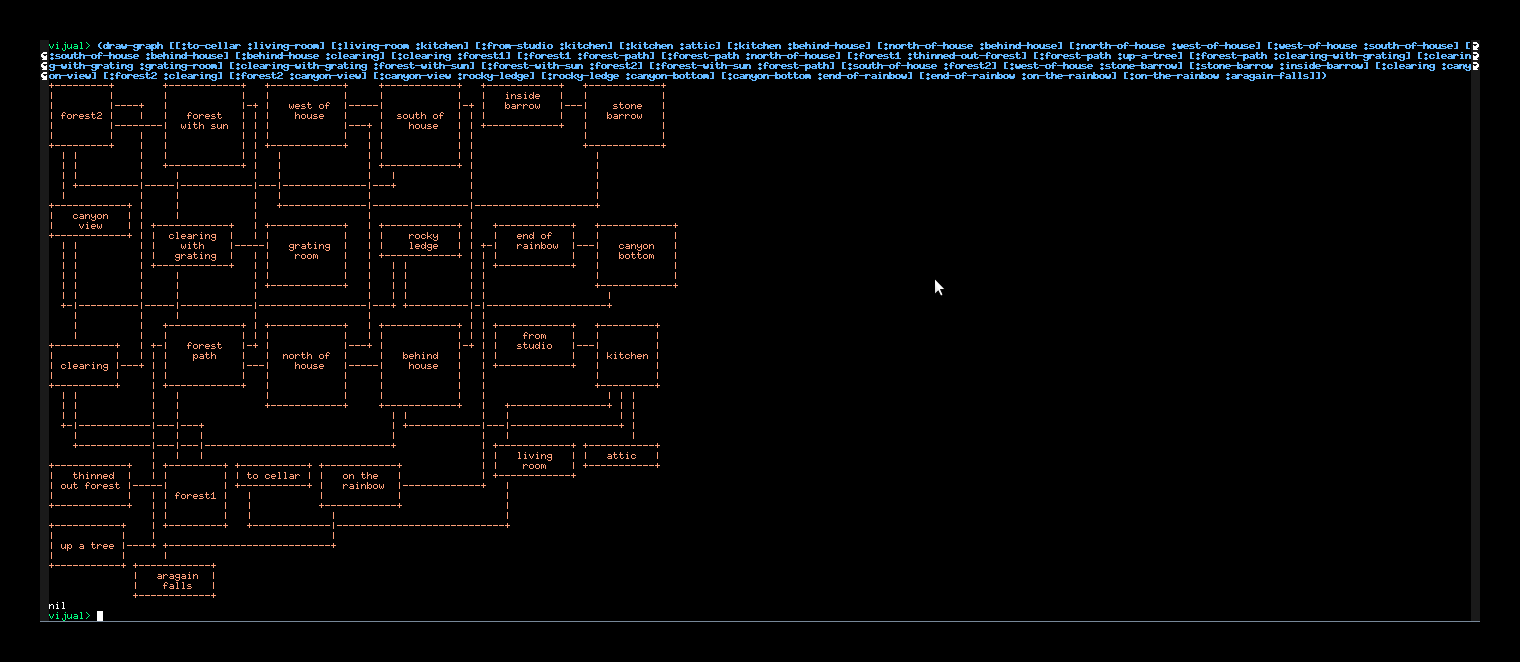 vijual> (draw-graph [[:to-cellar :living-room] [:living-room :kitchen] [:from-studio :kitchen] [:kitchen :attic] [:kitchen :behind-house] [:north-of-house :behind-house] [:north-of-house :west-of-house] [:west-of-house :south-of-house] [
:south-of-house :behind-house] [:behind-house :clearing] [:clearing :forest1] [:forest1 :forest-path] [:forest-path :north-of-house] [:forest1 :thinned-out-forest] [:forest-path :up-a-tree] [:forest-path :clearin
g-with-grating] [:clearing-with-grating :grating-room] [:clearing-with-grating :forest-with-sun] [:forest-with-sun :forest2] [:forest-with-sun :forest-path] [:south-of-house :forest2] [:west-of-house :stone-barrow] [:stone-barrow :inside-barrow] [:clearing :cany
on-view] [:forest2 :clearing] [:forest2 :canyon-view] [:canyon-view :rocky-ledge] [:rocky-ledge :canyon-bottom] [:canyon-bottom :end-of-rainbow] [:end-of-rainbow :on-the-rainbow] [:on-the-rainbow :aragain-falls]])
forest2
forest
with sun
west of
house
south of
house
inside
barrow
stone
barrow
canyon
view
clearing
with
grating
grating
room
rocky
ledge
end of
rainbow
canyon
bottom
clearing
forest
path
north of
house
behind
house
from
studio
kitchen
living
room
attic
thinned
out forest
forest1
to cellar
on the
rainbow
up a tree
aragain
falls
nil
vijual>